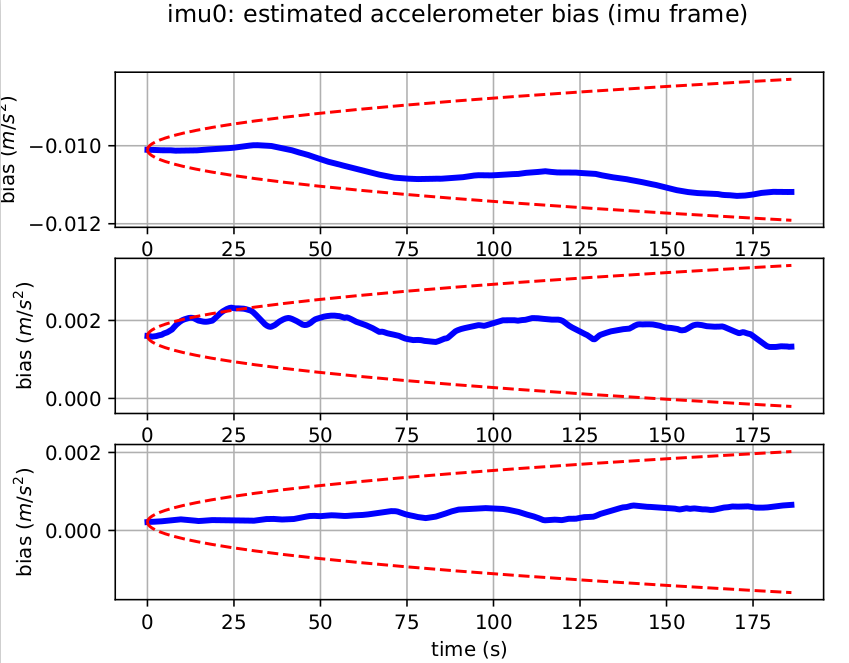 imu0: estimated accelerometer bias (imu frame)
bias (m/s²)
−0.010
−0.012
0 25 50 75 100 125 150 175
bias (m/s²)
0.002
0.000
0 25 50 75 100 125 150 175
bias (m/s²)
0.002
0.000
0 25 50 75 100 125 150 175
time (s)